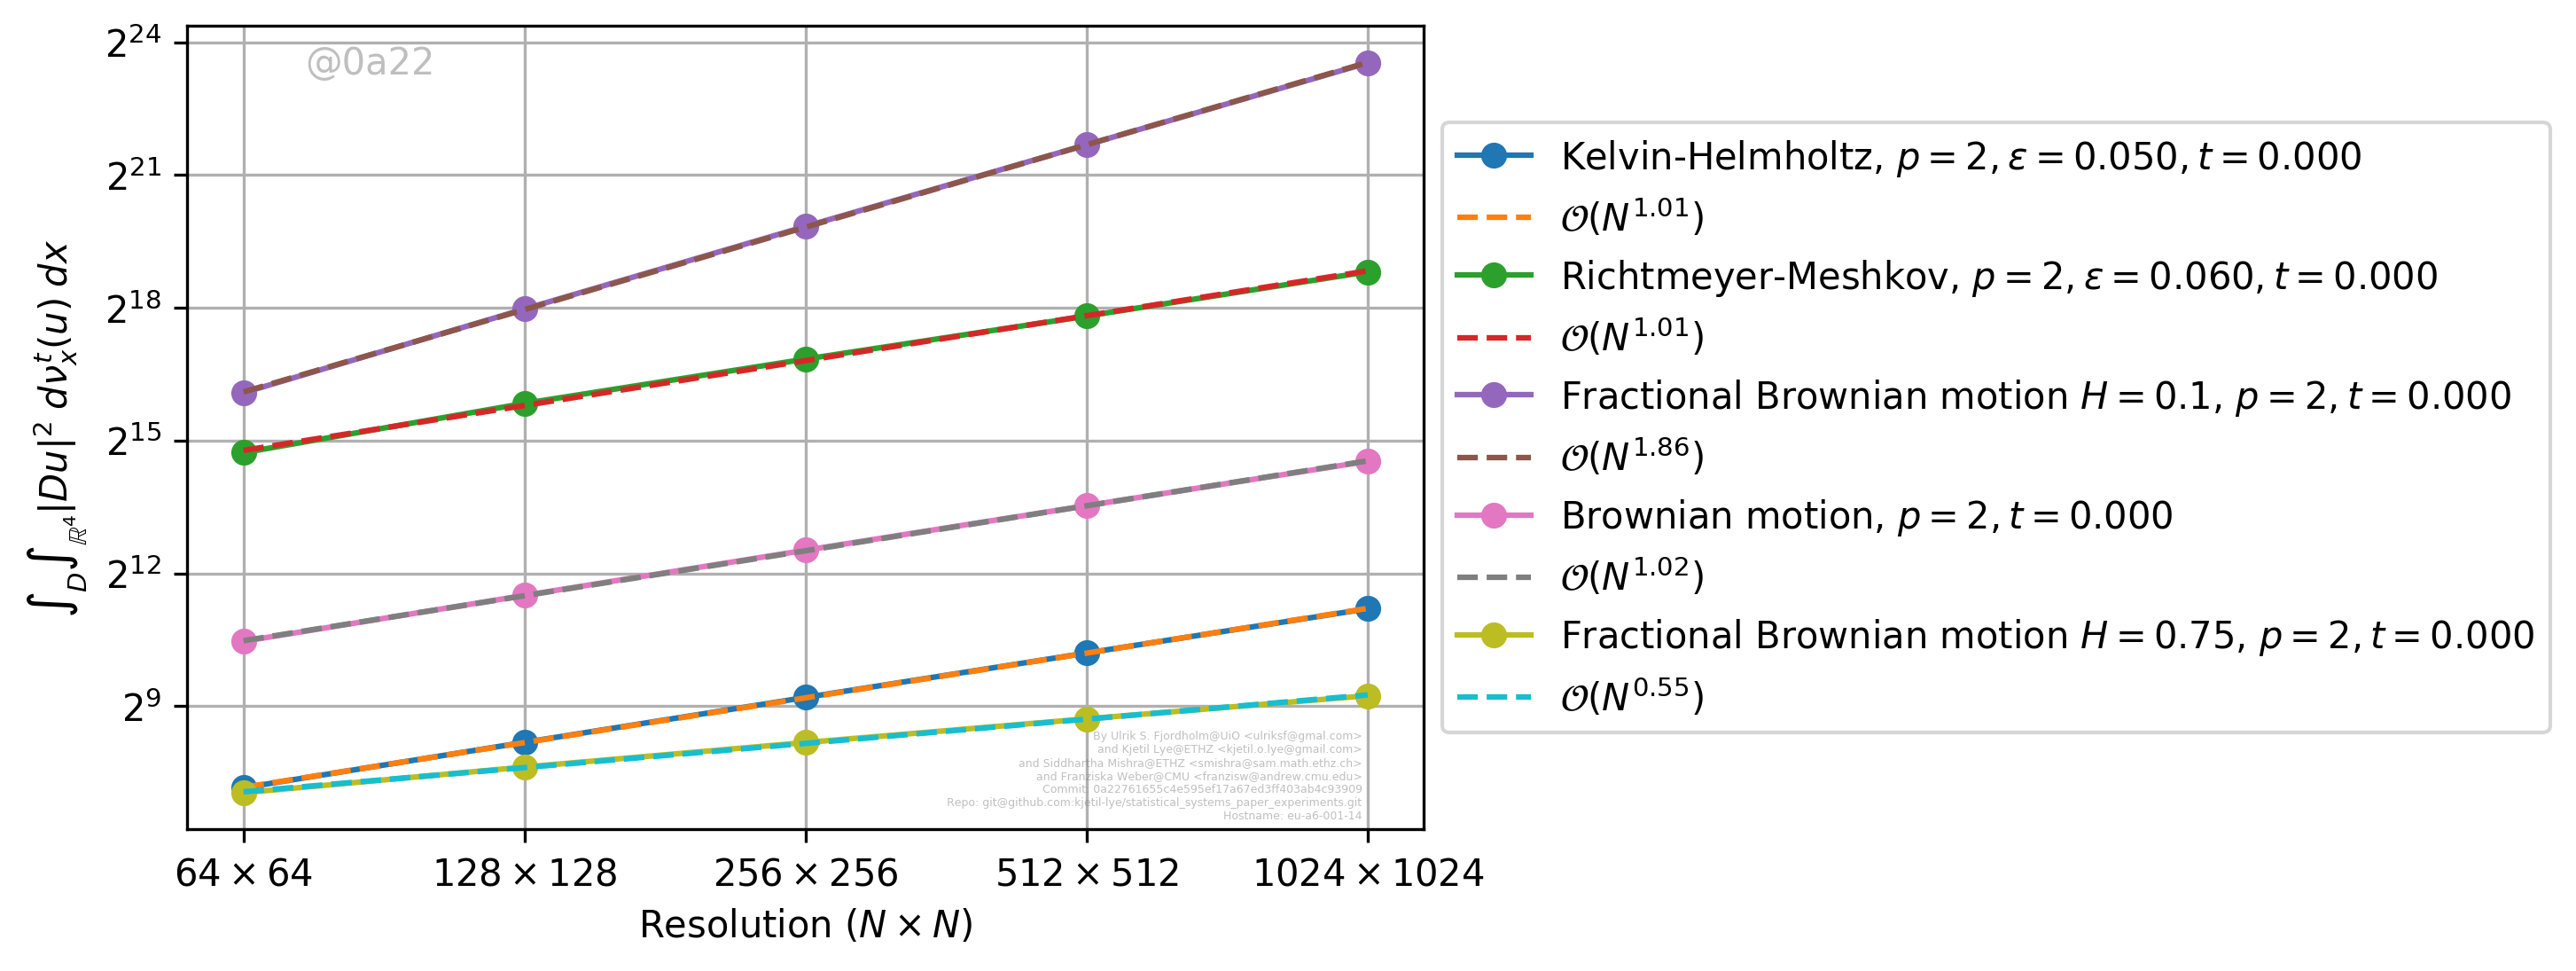 @0a22
2^24
2^21
2^18
2^15
2^12
2^9
∫_D ∫_{ℝ^4} |Du|^2 dν_x^t(u) dx
64 × 64
128 × 128
256 × 256
512 × 512
1024 × 1024
Resolution (N × N)
Kelvin-Helmholtz, p = 2, ε = 0.050, t = 0.000
𝒪(N^1.01)
Richtmeyer-Meshkov, p = 2, ε = 0.060, t = 0.000
𝒪(N^1.01)
Fractional Brownian motion H = 0.1, p = 2, t = 0.000
𝒪(N^1.86)
Brownian motion, p = 2, t = 0.000
𝒪(N^1.02)
Fractional Brownian motion H = 0.75, p = 2, t = 0.000
𝒪(N^0.55)
By Ulrik S. Fjordholm@UiO <ulriksf@gmal.com>
and Kjetil Lye@ETHZ <kjetil.o.lye@gmail.com>
and Siddhartha Mishra@ETHZ <smishra@sam.math.ethz.ch>
and Franziska Weber@CMU <franzisw@andrew.cmu.edu>
Commit: 0a22761655c4e595ef17a67ed3ff403ab4c93909
Repo: git@github.com:kjetil-lye/statistical_systems_paper_experiments.git
Hostname: eu-a6-001-14